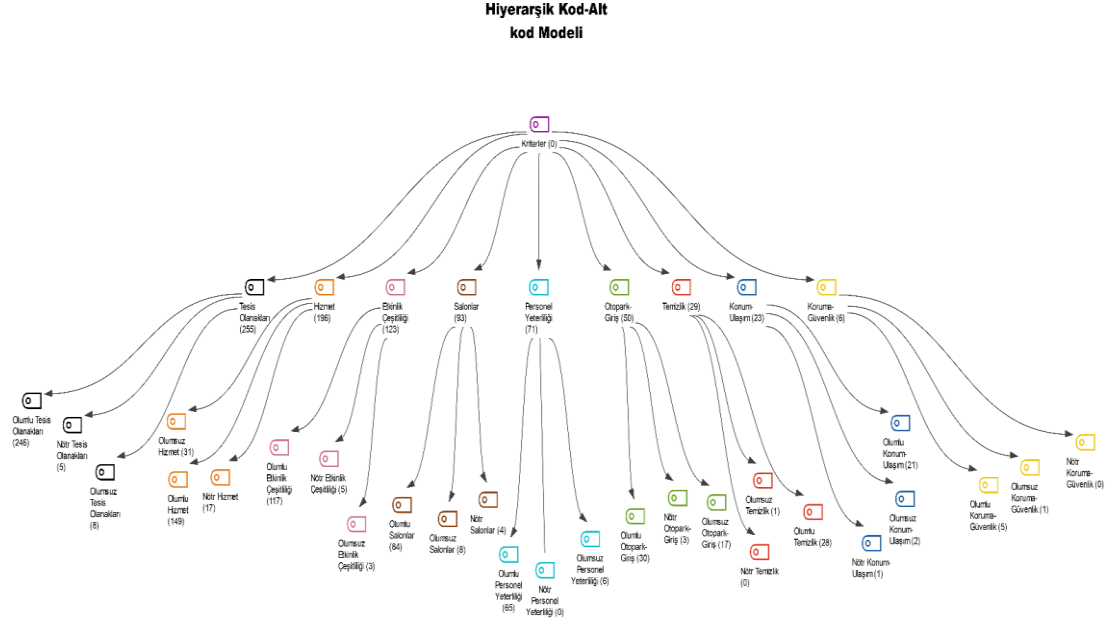 Hiyerarşik Kod-Alt
kod Modeli
Kriterler (0)
Tesis
Olanakları
(255)
Hizmet
(196)
Etkinlik
Çeşitliliği
(123)
Salonlar
(93)
Personel
Yeterliliği
(71)
Otopark-
Giriş (50)
Temizlik (29)
Konum-
Ulaşım (23)
Koruma-
Güvenlik (6)
Olumlu Tesis
Olanakları
(246)
Nötr Tesis
Olanakları
(5)
Olumsuz
Tesis
Olanakları
(8)
Olumsuz
Hizmet (31)
Olumlu
Hizmet
(149)
Nötr Hizmet
(17)
Olumlu
Etkinlik
Çeşitliliği
(117)
Nötr Etkinlik
Çeşitliliği (5)
Olumsuz
Etkinlik
Çeşitliliği (3)
Olumlu
Salonlar
(84)
Olumsuz
Salonlar (8)
Nötr
Salonlar (4)
Olumlu
Personel
Yeterliliği
(65)
Nötr
Personel
Yeterliliği (0)
Olumsuz
Personel
Yeterliliği (6)
Olumlu
Otopark-
Giriş (30)
Nötr
Otopark-
Giriş (3)
Olumsuz
Otopark-
Giriş (17)
Olumsuz
Temizlik (1)
Nötr Temizlik
(0)
Olumlu
Temizlik (28)
Olumlu
Konum-
Ulaşım
(21)
Olumsuz
Konum-
Ulaşım (2)
Nötr Konum-
Ulaşım (1)
Olumlu
Koruma-
Güvenlik (5)
Olumsuz
Koruma-
Güvenlik (1)
Nötr
Koruma-
Güvenlik (0)